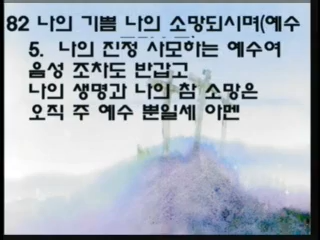 82 나의 기쁨 나의 소망되시며(예수
5. 나의 진정 사모하는 예수여
음성 조차도 반갑고
나의 생명과 나의 참 소망은
오직 주 예수 뿐일세 아멘